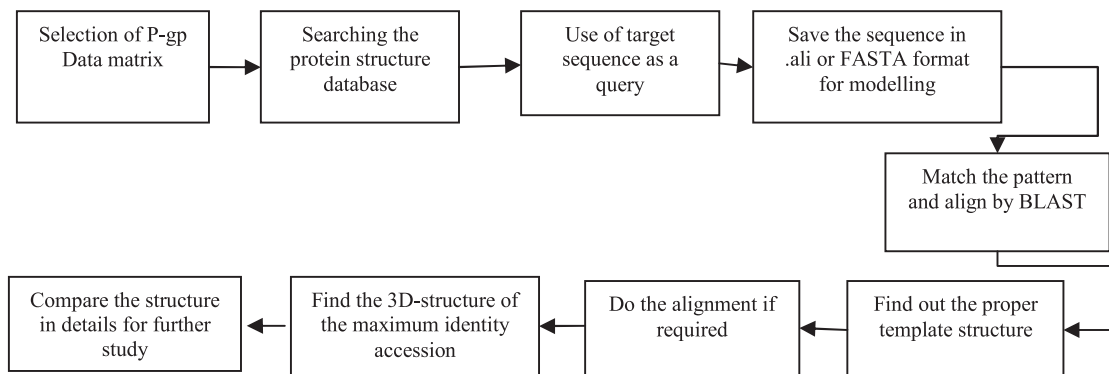 Selection of P-gp
Data matrix
Searching the
protein structure
database
Use of target
sequence as a
query
Save the sequence in
.ali or FASTA format
for modelling
Match the pattern
and align by BLAST
Find out the proper
template structure
Do the alignment if
required
Find the 3D-structure of
the maximum identity
accession
Compare the structure
in details for further
study